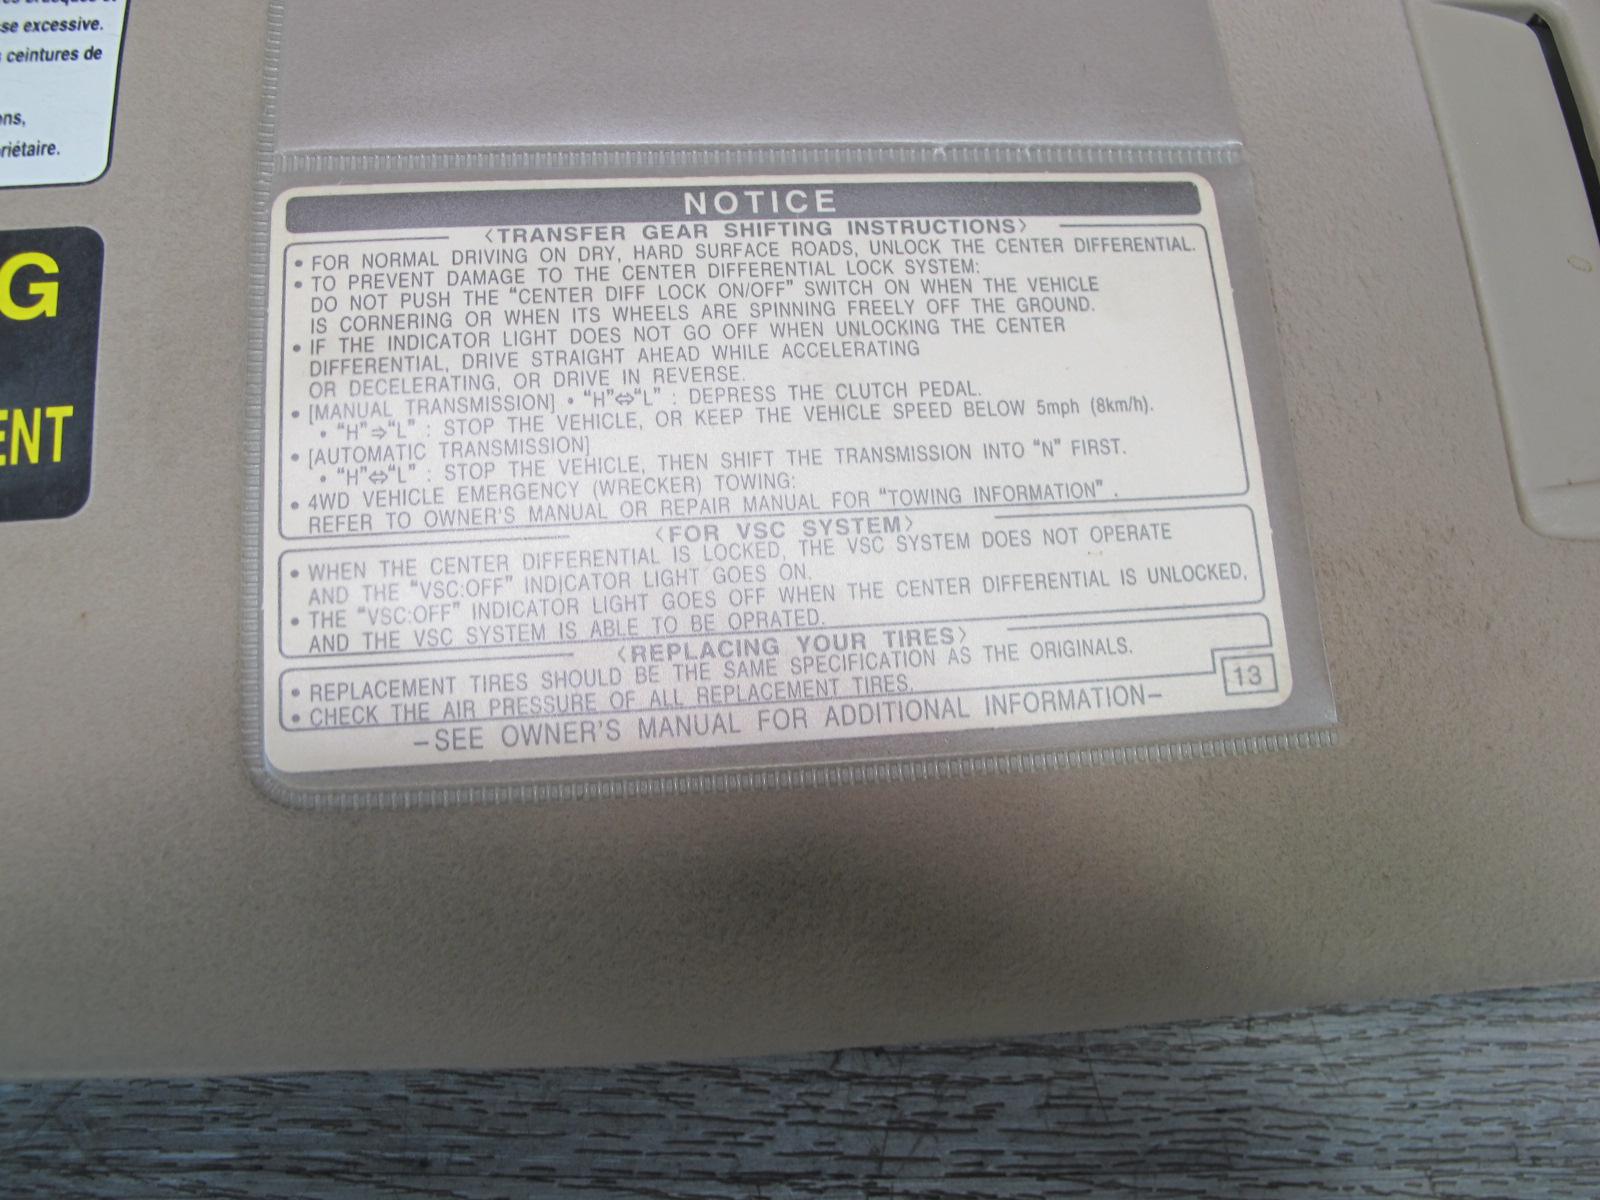 se excessive.
ceintures de
ons,
riétaire.
G
ENT
NOTICE
<TRANSFER GEAR SHIFTING INSTRUCTIONS>
• FOR NORMAL DRIVING ON DRY, HARD SURFACE ROADS, UNLOCK THE CENTER DIFFERENTIAL.
• TO PREVENT DAMAGE TO THE CENTER DIFFERENTIAL LOCK SYSTEM:
DO NOT PUSH THE "CENTER DIFF LOCK ON/OFF" SWITCH ON WHEN THE VEHICLE
IS CORNERING OR WHEN ITS WHEELS ARE SPINNING FREELY OFF THE GROUND.
• IF THE INDICATOR LIGHT DOES NOT GO OFF WHEN UNLOCKING THE CENTER
DIFFERENTIAL, DRIVE STRAIGHT AHEAD WHILE ACCELERATING
OR DECELERATING, OR DRIVE IN REVERSE.
• [MANUAL TRANSMISSION] • "H"⇔"L" : DEPRESS THE CLUTCH PEDAL.
• "H"⇒"L" : STOP THE VEHICLE, OR KEEP THE VEHICLE SPEED BELOW 5mph (8km/h).
• [AUTOMATIC TRANSMISSION]
• "H"⇔"L" : STOP THE VEHICLE, THEN SHIFT THE TRANSMISSION INTO "N" FIRST.
• 4WD VEHICLE EMERGENCY (WRECKER) TOWING:
REFER TO OWNER'S MANUAL OR REPAIR MANUAL FOR "TOWING INFORMATION" .
<FOR VSC SYSTEM>
• WHEN THE CENTER DIFFERENTIAL IS LOCKED, THE VSC SYSTEM DOES NOT OPERATE
AND THE "VSC:OFF" INDICATOR LIGHT GOES ON.
• THE "VSC:OFF" INDICATOR LIGHT GOES OFF WHEN THE CENTER DIFFERENTIAL IS UNLOCKED,
AND THE VSC SYSTEM IS ABLE TO BE OPRATED.
<REPLACING YOUR TIRES>
• REPLACEMENT TIRES SHOULD BE THE SAME SPECIFICATION AS THE ORIGINALS.
• CHECK THE AIR PRESSURE OF ALL REPLACEMENT TIRES.
13
–SEE OWNER'S MANUAL FOR ADDITIONAL INFORMATION–